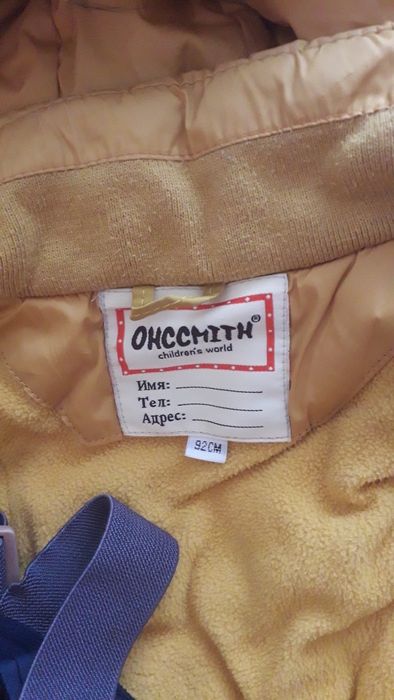 OHCCMITH®
children's world
Имя:
Тел:
Адрес:
92CM